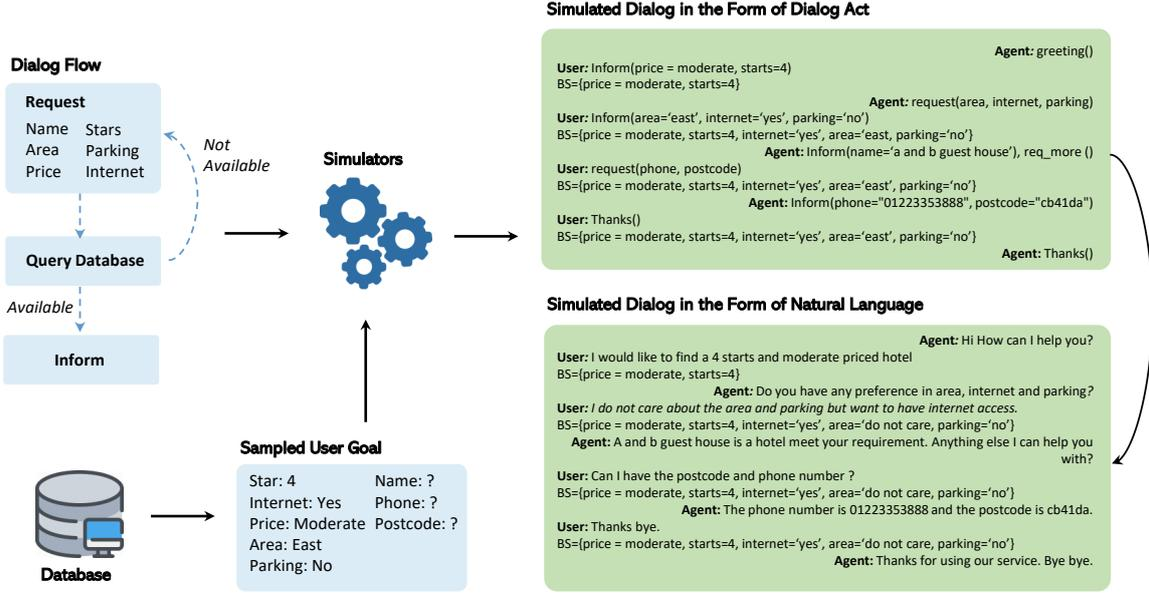 Dialog Flow
Request
Name Stars
Area Parking
Price Internet
Not
Available
Query Database
Available
Inform
Simulators
Database
Sampled User Goal
Star: 4 Name: ?
Internet: Yes Phone: ?
Price: Moderate Postcode: ?
Area: East
Parking: No
Simulated Dialog in the Form of Dialog Act
Agent: greeting()
User: Inform(price = moderate, starts=4)
BS={price = moderate, starts=4}
Agent: request(area, internet, parking)
User: Inform(area=‘east’, internet=‘yes’, parking=‘no’)
BS={price = moderate, starts=4, internet=‘yes’, area=‘east, parking=‘no’}
Agent: Inform(name=‘a and b guest house’), req_more ()
User: request(phone, postcode)
BS={price = moderate, starts=4, internet=‘yes’, area=‘east’, parking=‘no’}
Agent: Inform(phone="01223353888", postcode="cb41da")
User: Thanks()
BS={price = moderate, starts=4, internet=‘yes’, area=‘east’, parking=‘no’}
Agent: Thanks()
Simulated Dialog in the Form of Natural Language
Agent: Hi How can I help you?
User: I would like to find a 4 starts and moderate priced hotel
BS={price = moderate, starts=4}
Agent: Do you have any preference in area, internet and parking?
User: I do not care about the area and parking but want to have internet access.
BS={price = moderate, starts=4, internet=‘yes’, area=‘do not care, parking=‘no’}
Agent: A and b guest house is a hotel meet your requirement. Anything else I can help you
with?
User: Can I have the postcode and phone number ?
BS={price = moderate, starts=4, internet=‘yes’, area=‘do not care, parking=‘no’}
Agent: The phone number is 01223353888 and the postcode is cb41da.
User: Thanks bye.
BS={price = moderate, starts=4, internet=‘yes’, area=‘do not care, parking=‘no’}
Agent: Thanks for using our service. Bye bye.